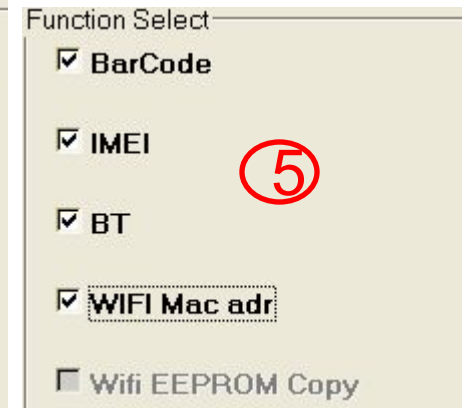 Function Select
BarCode
IMEI
5
BT
WIFI Mac adr
Wifi EEPROM Copy